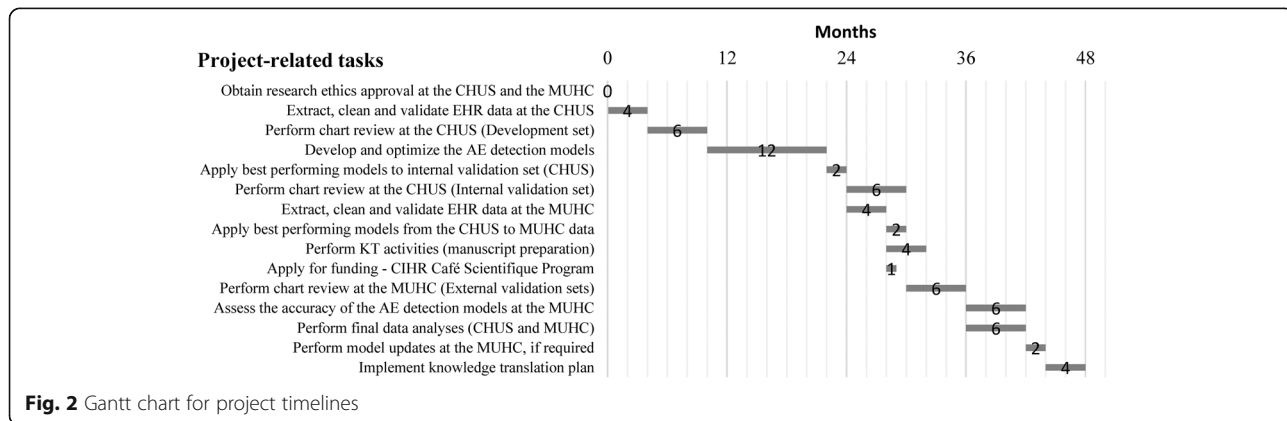 Months
Project-related tasks 0 12 24 36 48
Obtain research ethics approval at the CHUS and the MUHC 0
Extract, clean and validate EHR data at the CHUS 4
Perform chart review at the CHUS (Development set) 6
Develop and optimize the AE detection models 12
Apply best performing models to internal validation set (CHUS) 2
Perform chart review at the CHUS (Internal validation set) 6
Extract, clean and validate EHR data at the MUHC 4
Apply best performing models from the CHUS to MUHC data 2
Perform KT activities (manuscript preparation) 4
Apply for funding - CIHR Café Scientifique Program 1
Perform chart review at the MUHC (External validation sets) 6
Assess the accuracy of the AE detection models at the MUHC 6
Perform final data analyses (CHUS and MUHC) 6
Perform model updates at the MUHC, if required 2
Implement knowledge translation plan 4
Fig. 2 Gantt chart for project timelines